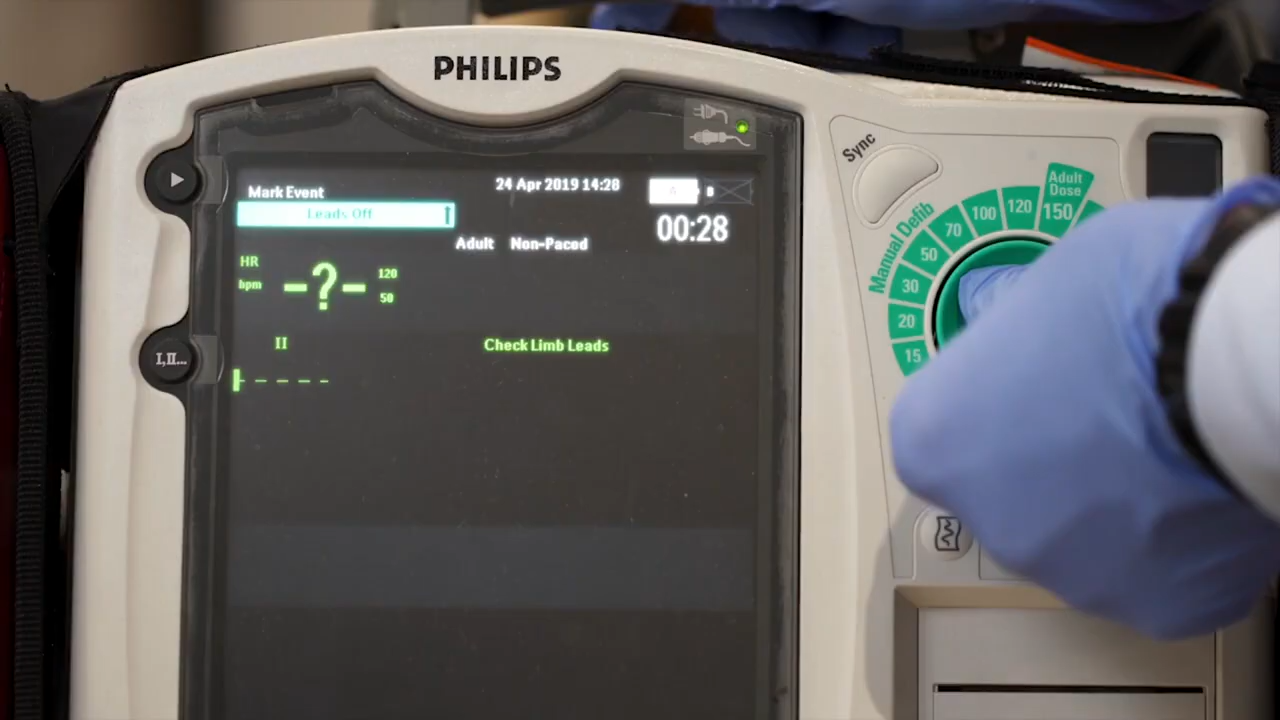 PHILIPS
Mark Event
24 Apr 2019 14:28
A
B
Leads Off
00:28
Adult Non-Paced
HR
bpm
-?-
120
50
II
Check Limb Leads
I,II...
Sync
Manual Defib
15
20
30
50
70
100
120
150
Adult
Dose